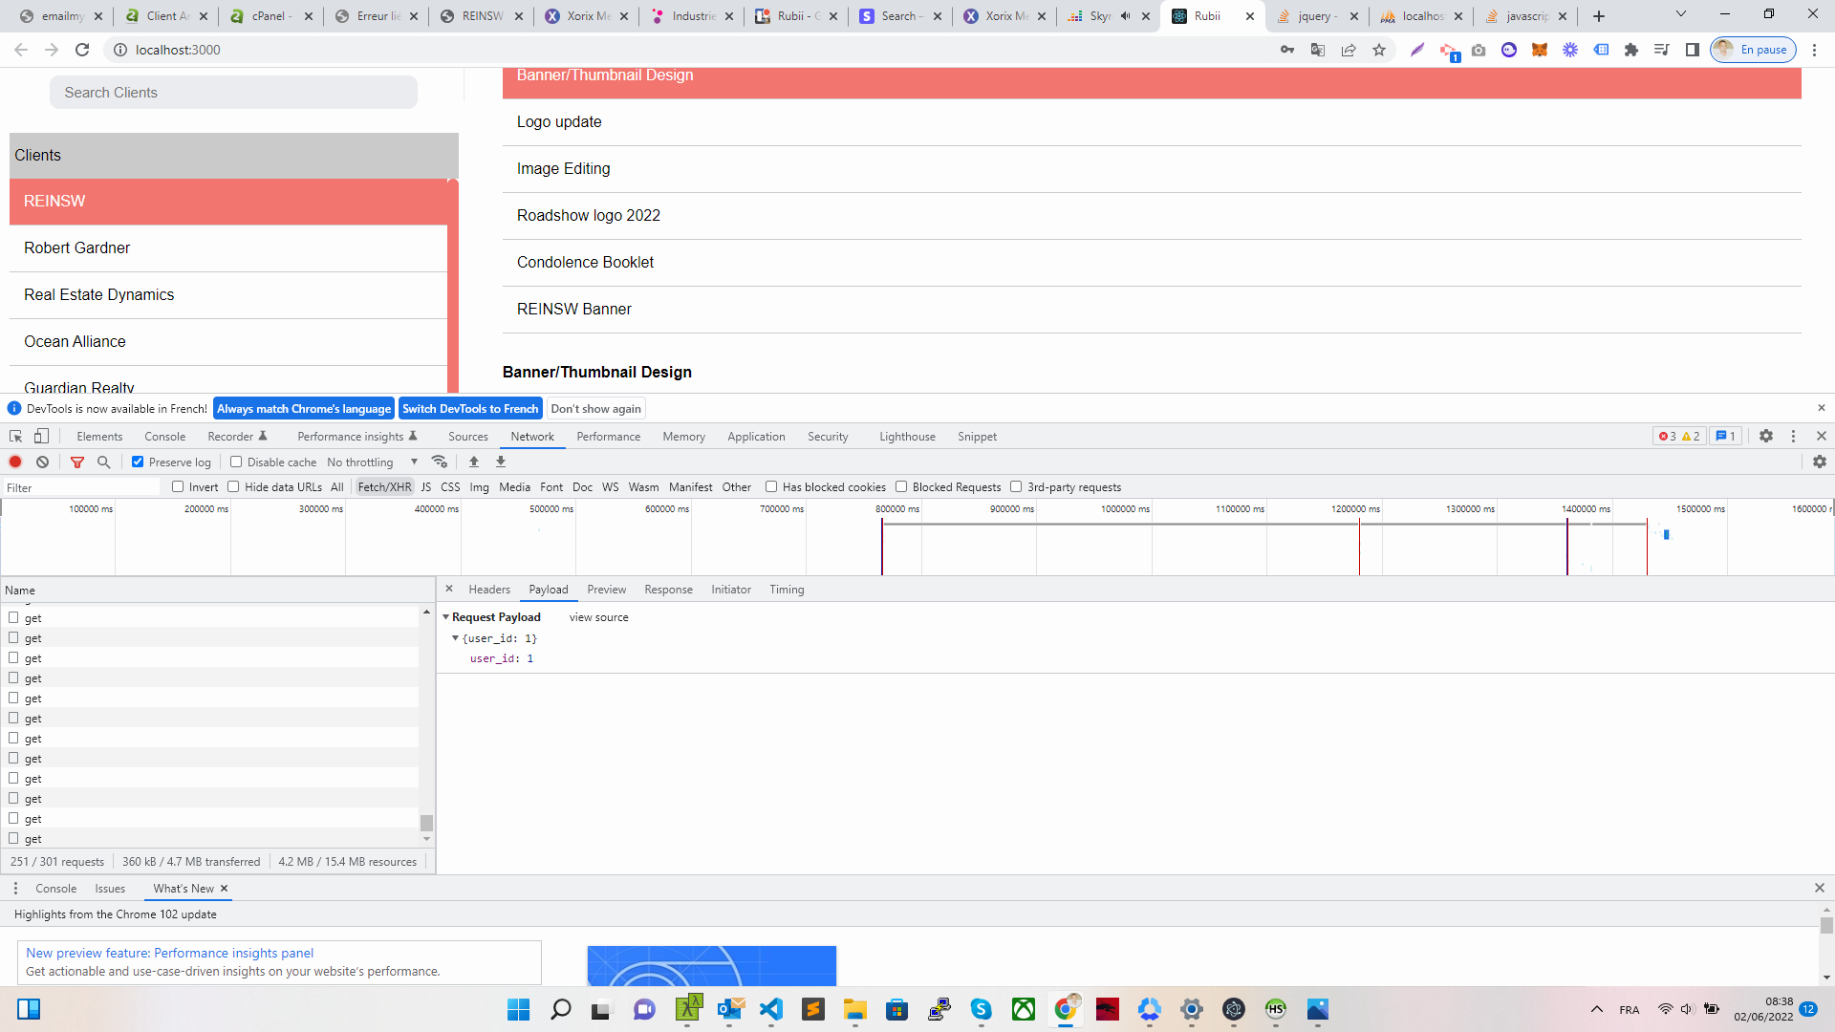 emailmy
Client A
cPanel -
Erreur lié
REINSW
Xorix Me
Industrie
Rubii - G
Search -
Xorix Me
Skyr
Rubii
jquery -
localhos
javascrip
localhost:3000
1
En pause
Search Clients
Clients
REINSW
Robert Gardner
Real Estate Dynamics
Ocean Alliance
Guardian Realty
Banner/Thumbnail Design
Logo update
Image Editing
Roadshow logo 2022
Condolence Booklet
REINSW Banner
Banner/Thumbnail Design
DevTools is now available in French! Always match Chrome's language Switch DevTools to French Don't show again
Elements Console Recorder Performance insights Sources Network Performance Memory Application Security Lighthouse Snippet 3 2 1
Preserve log Disable cache No throttling
Filter Invert Hide data URLs All Fetch/XHR JS CSS Img Media Font Doc WS Wasm Manifest Other Has blocked cookies Blocked Requests 3rd-party requests
100000 ms 200000 ms 300000 ms 400000 ms 500000 ms 600000 ms 700000 ms 800000 ms 900000 ms 1000000 ms 1100000 ms 1200000 ms 1300000 ms 1400000 ms 1500000 ms 1600000 r
Name
get
get
get
get
get
get
get
get
get
get
get
get
251 / 301 requests 360 kB / 4.7 MB transferred 4.2 MB / 15.4 MB resources
Headers Payload Preview Response Initiator Timing
Request Payload view source
{user_id: 1}
user_id: 1
Console Issues What's New
Highlights from the Chrome 102 update
New preview feature: Performance insights panel
Get actionable and use-case-driven insights on your website's performance.
HS
FRA
08:38
02/06/2022
12